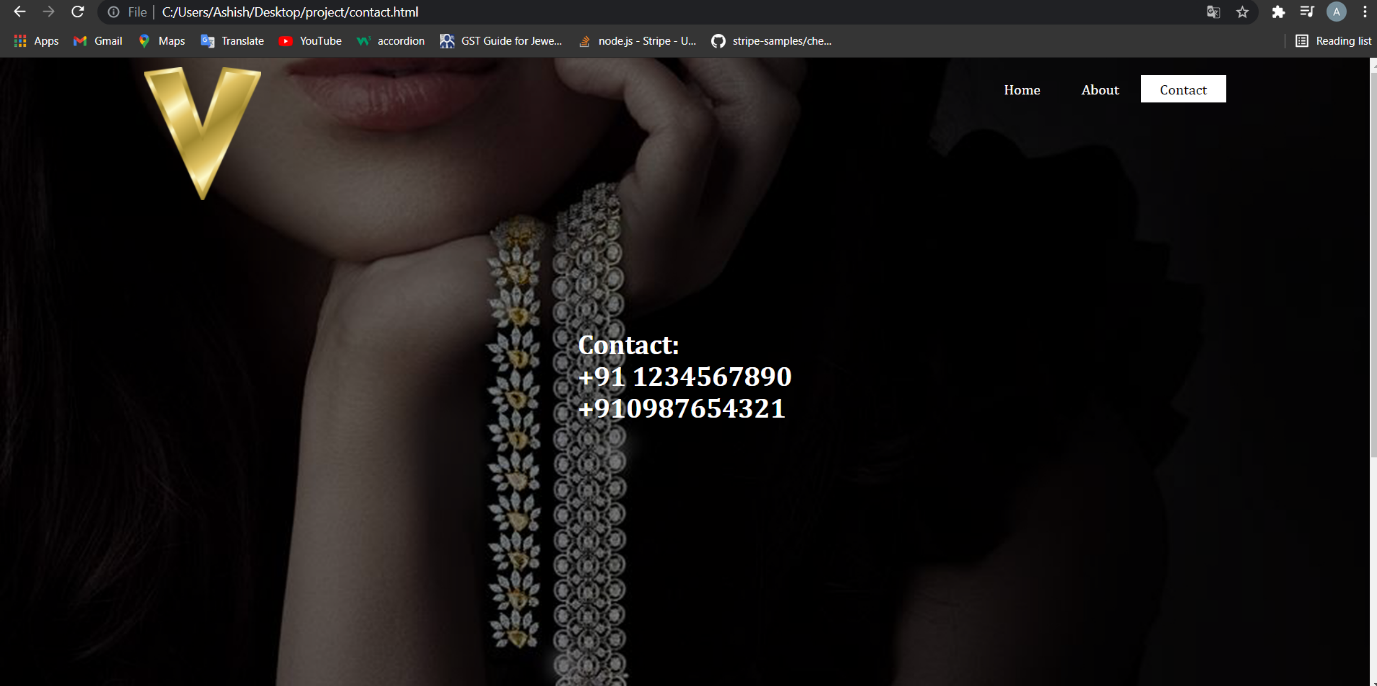 File | C:/Users/Ashish/Desktop/project/contact.html
A
Apps Gmail Maps Translate YouTube accordion GST Guide for Jewe... node.js - Stripe - U... stripe-samples/che... Reading list
V
Home About Contact
Contact:
+91 1234567890
+910987654321